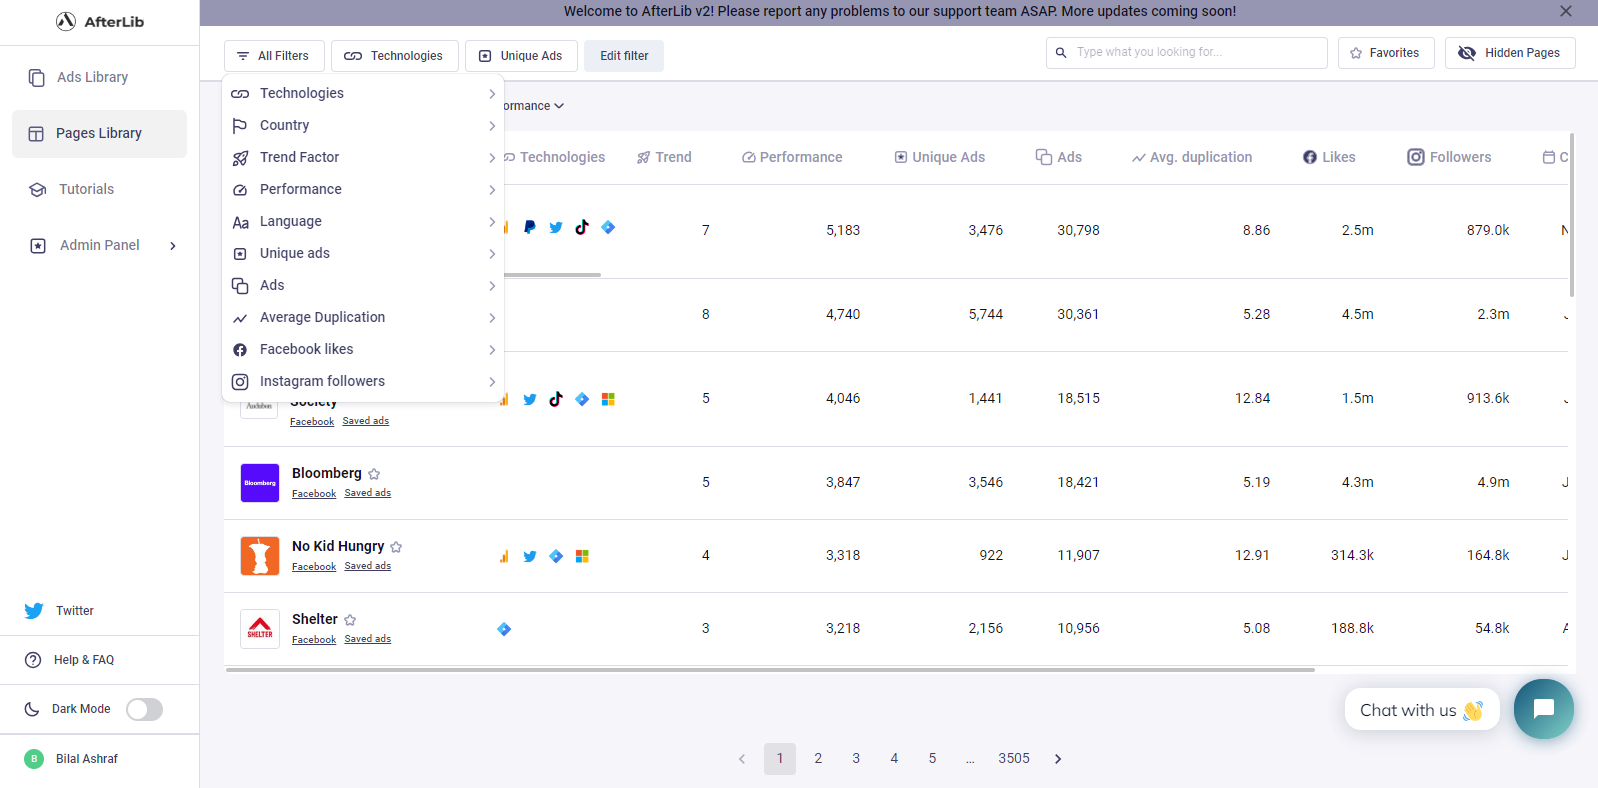 AfterLib
Welcome to AfterLib v2! Please report any problems to our support team ASAP. More updates coming soon!
Ads Library
Pages Library
Tutorials
Admin Panel
Twitter
Help & FAQ
Dark Mode
B Bilal Ashraf
All Filters Technologies Unique Ads Edit filter Type what you looking for... Favorites Hidden Pages
Technologies
Country
Trend Factor
Performance
Language
Aa
Unique ads
Ads
Average Duplication
Facebook likes
Instagram followers
ormance
Technologies Trend Performance Unique Ads Ads Avg. duplication Likes Followers C
7 5,183 3,476 30,798 8.86 2.5m 879.0k N
8 4,740 5,744 30,361 5.28 4.5m 2.3m J
Audubon Society 5 4,046 1,441 18,515 12.84 1.5m 913.6k J
Facebook Saved ads
Bloomberg Bloomberg 5 3,847 3,546 18,421 5.19 4.3m 4.9m J
Facebook Saved ads
No Kid Hungry 4 3,318 922 11,907 12.91 314.3k 164.8k J
Facebook Saved ads
SHELTER Shelter 3 3,218 2,156 10,956 5.08 188.8k 54.8k A
Facebook Saved ads
Chat with us 👋
1 2 3 4 5 ... 3505